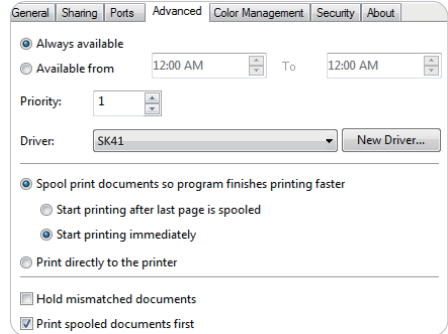 General Sharing Ports Advanced Color Management Security About
Always available
Available from 12:00 AM To 12:00 AM
Priority: 1
Driver: SK41 New Driver...
Spool print documents so program finishes printing faster
Start printing after last page is spooled
Start printing immediately
Print directly to the printer
Hold mismatched documents
Print spooled documents first